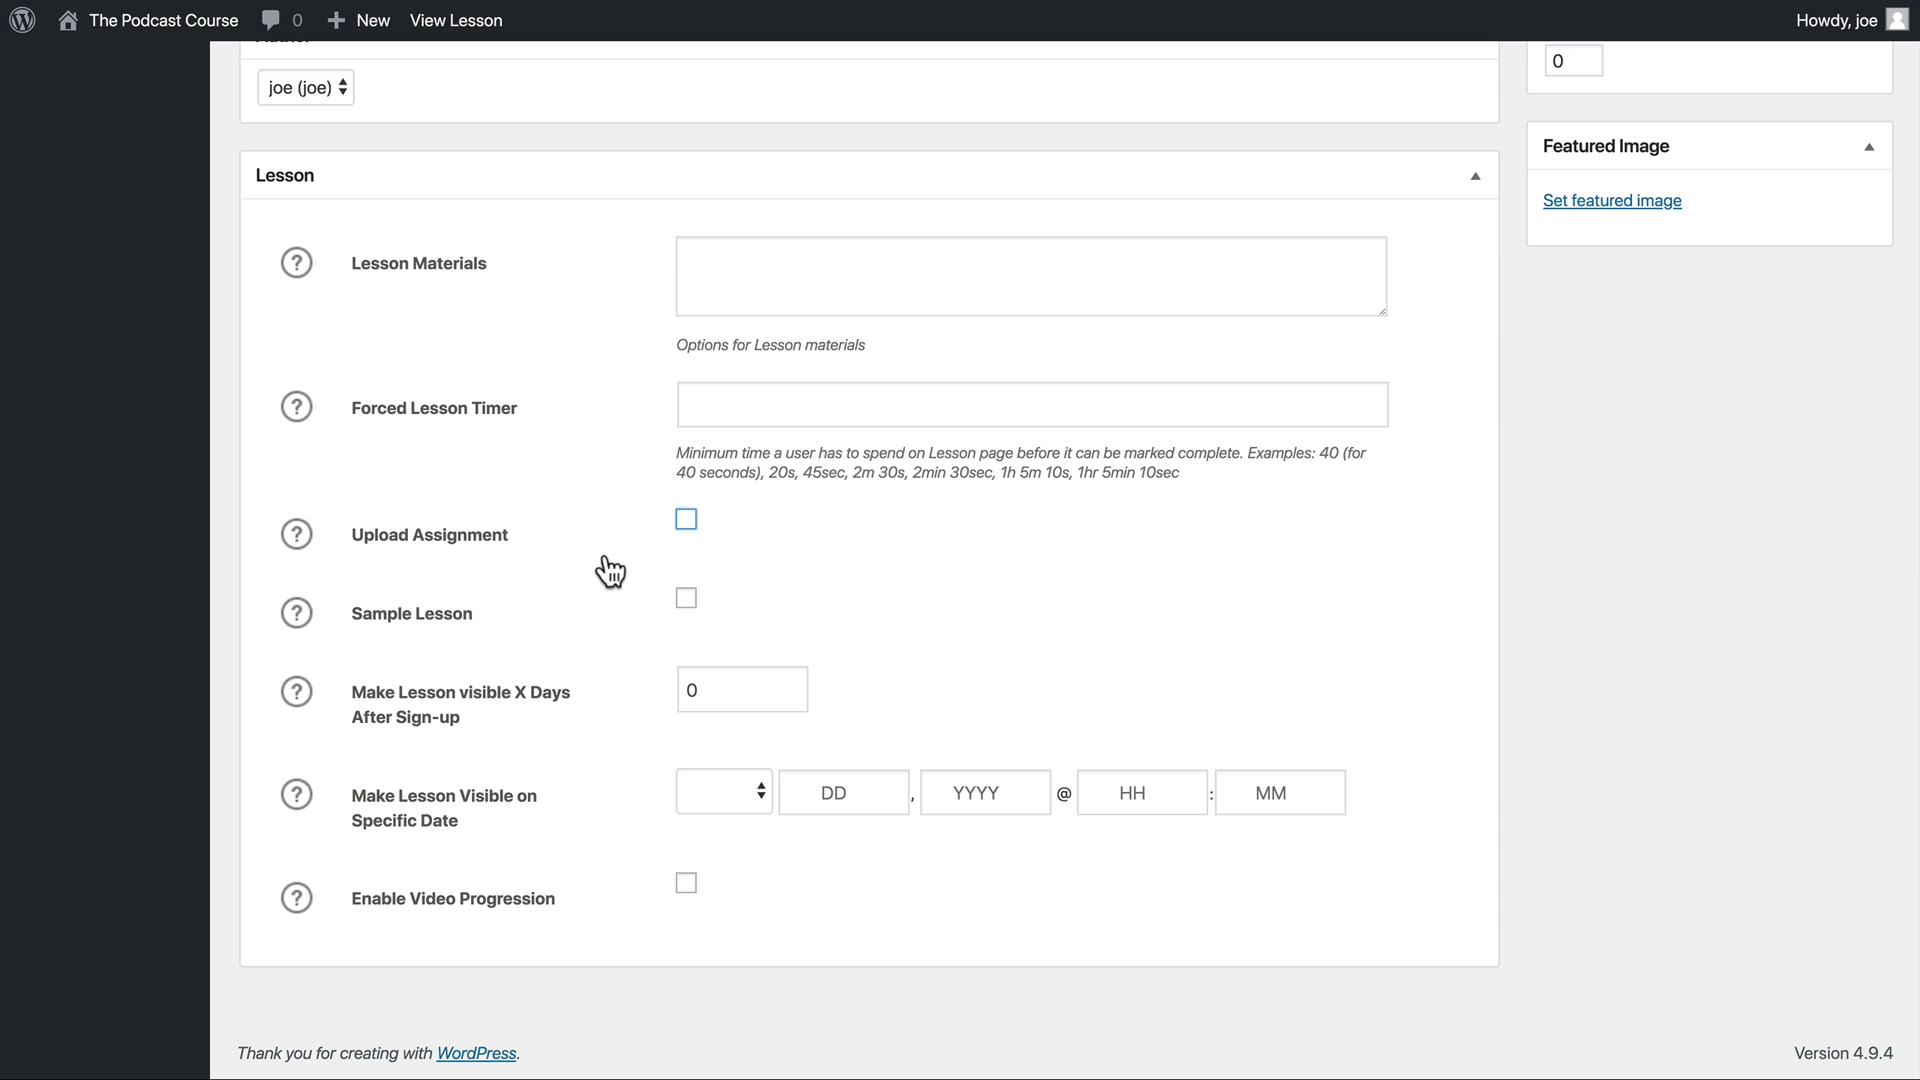 The Podcast Course 0 New View Lesson Howdy, joe
joe (joe)
0
Featured Image
Set featured image
Lesson
Lesson Materials
Options for Lesson materials
Forced Lesson Timer
Minimum time a user has to spend on Lesson page before it can be marked complete. Examples: 40 (for
40 seconds), 20s, 45sec, 2m 30s, 2min 30sec, 1h 5m 10s, 1hr 5min 10sec
Upload Assignment
Sample Lesson
Make Lesson visible X Days
After Sign-up
0
Make Lesson Visible on
Specific Date
DD , YYYY @ HH : MM
Enable Video Progression
Thank you for creating with WordPress.
Version 4.9.4